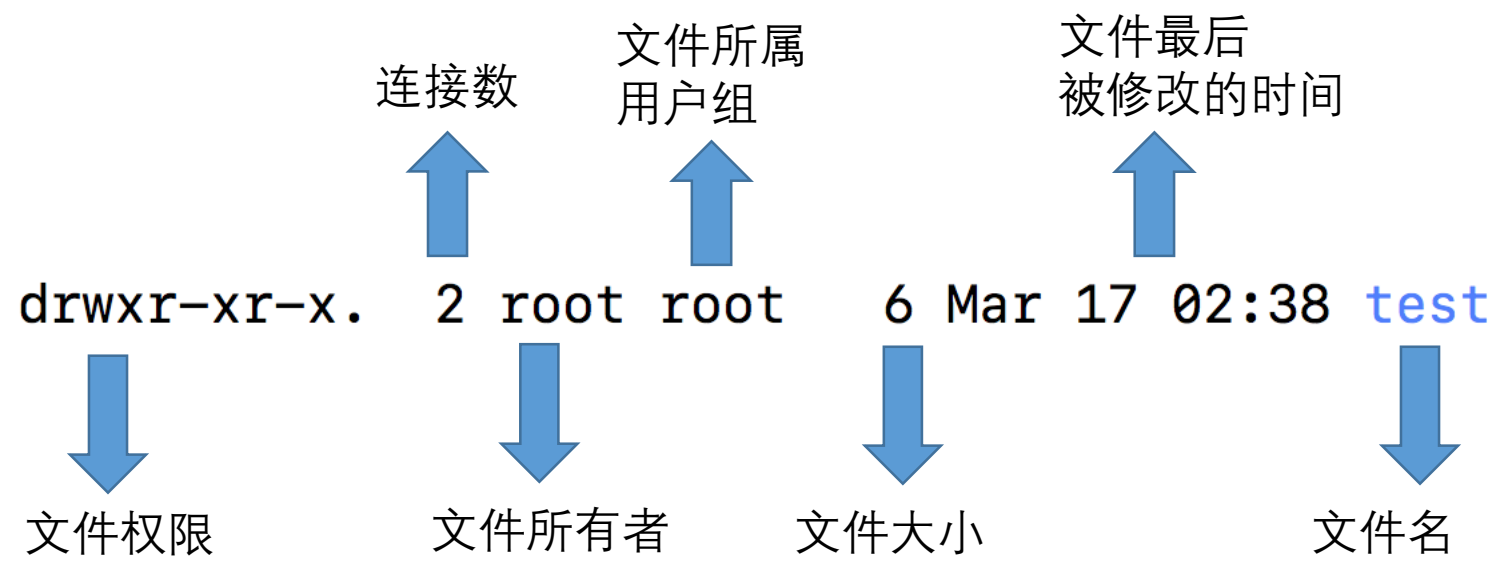 连接数
文件所属
用户组
文件最后
被修改的时间
drwxr-xr-x. 2 root root 6 Mar 17 02:38 test
文件权限
文件所有者
文件大小
文件名